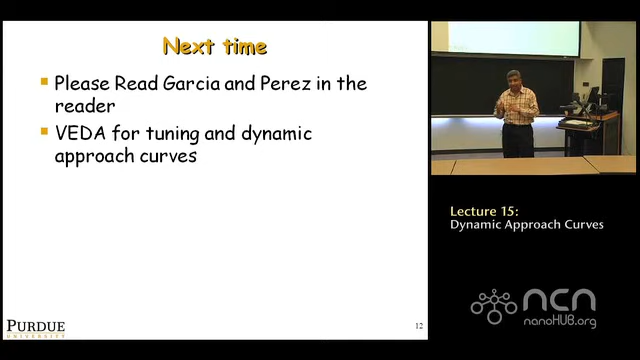 Next time
Please Read Garcia and Perez in the
reader
VEDA for tuning and dynamic
approach curves
PURDUE
UNIVERSITY
12
Lecture 15:
Dynamic Approach Curves
ncn
nanoHUB.org